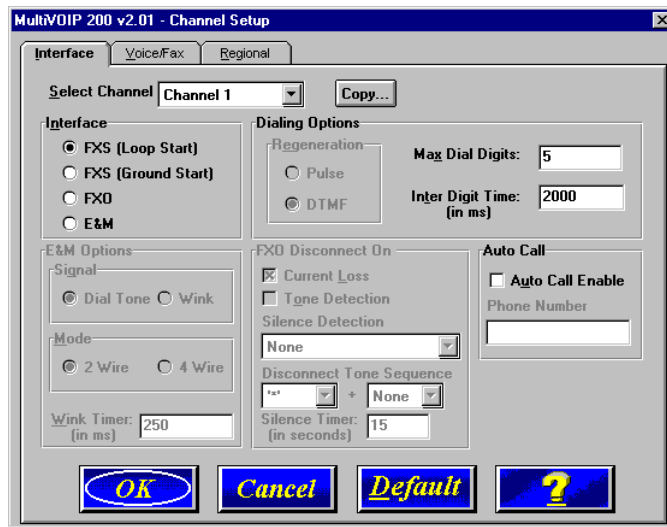 MultiVOIP 200 v2.01 - Channel Setup
Interface Voice/Fax Regional
Select Channel Channel 1 Copy...
Interface
FXS (Loop Start)
FXS (Ground Start)
FXO
E&M
Dialing Options
Regeneration
Pulse
DTMF
Max Dial Digits: 5
Inter Digit Time: 2000
(in ms)
E&M Options
Signal
Dial Tone Wink
Mode
2 Wire 4 Wire
Wink Timer: 250
(in ms)
FXO Disconnect On
Current Loss
Tone Detection
Silence Detection
None
Disconnect Tone Sequence
'*' + None
Silence Timer: 15
(in seconds)
Auto Call
Auto Call Enable
Phone Number
OK Cancel Default ?